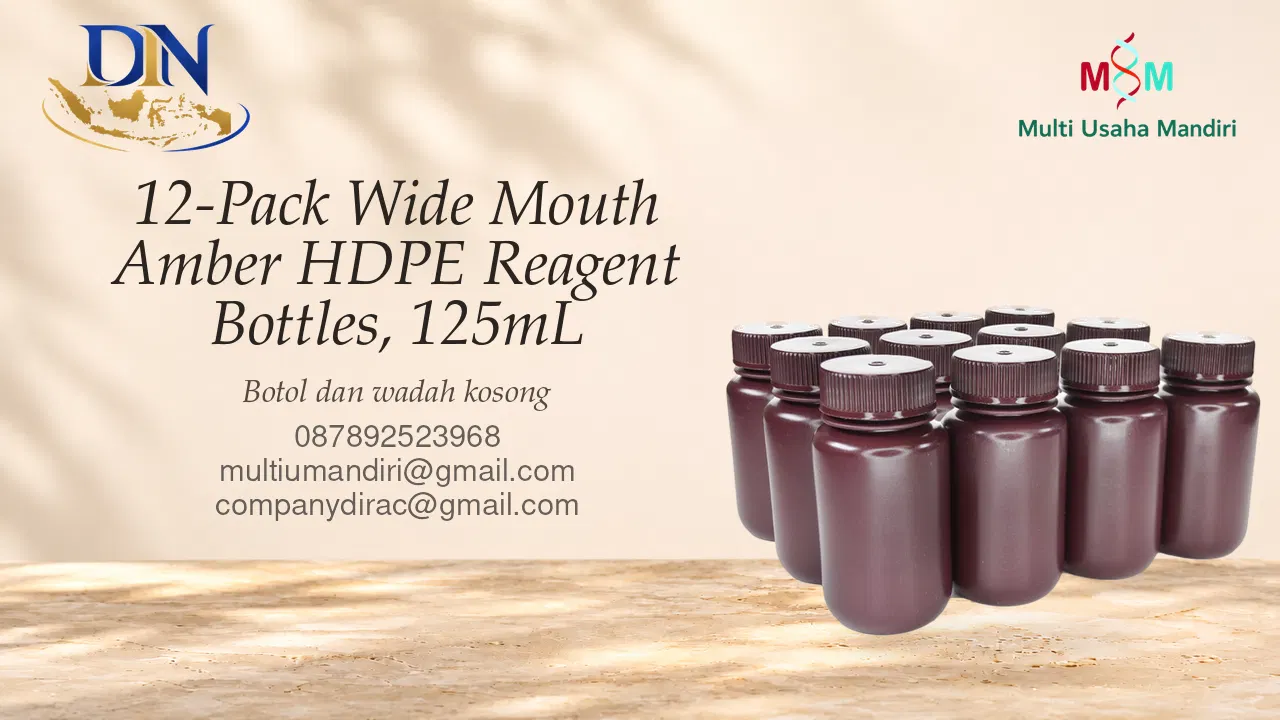 DIN
M M
Multi Usaha Mandiri
12-Pack Wide Mouth
Amber HDPE Reagent
Bottles, 125mL
Botol dan wadah kosong
087892523968
multiumandiri@gmail.com
companydirac@gmail.com